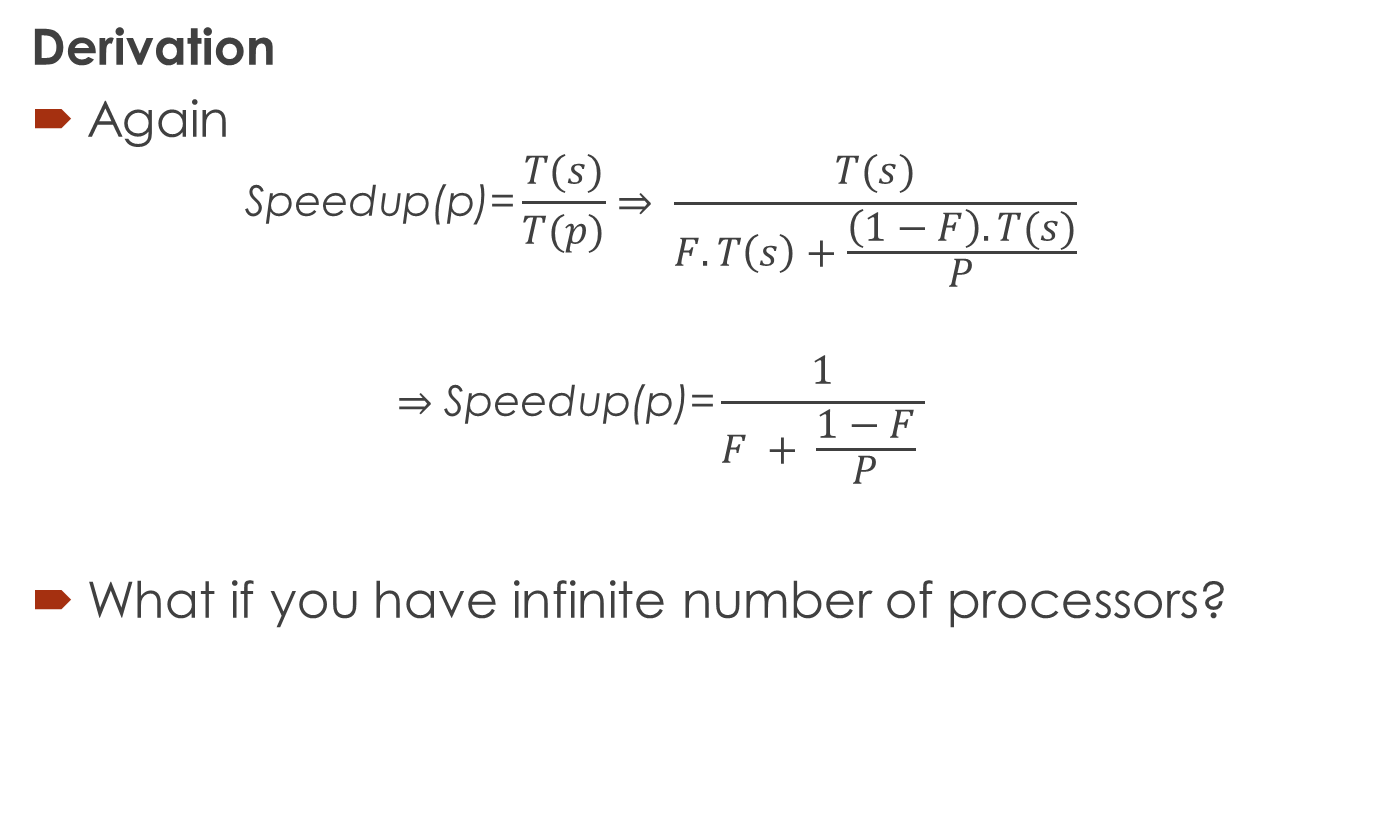 Derivation
Again
Speedup(p)= T(s)/T(p) ⇒ T(s)/(F.T(s) + (1 − F).T(s)/P)
⇒ Speedup(p)= 1/(F + (1 − F)/P)
What if you have infinite number of processors?